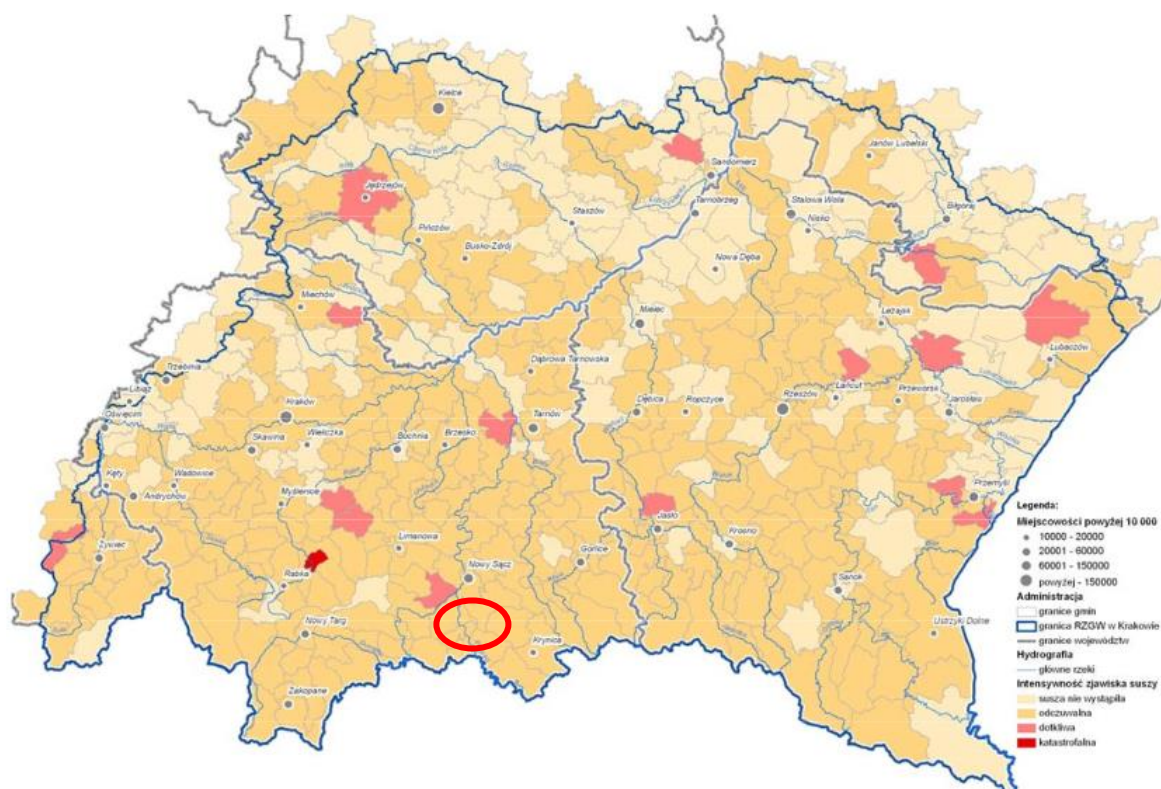 Kielce
Czarna Nida
Janów Lubelski
Sandomierz
Jędrzejów
Tarnobrzeg
Stalowa Wola
Biłgoraj
Staszów
Nisko
Pińczów
Busko-Zdrój
Nowa Dęba
Miechów
Mielec
Leżajsk
Lubaczów
Dąbrowa Tarnowska
Trzebinia
Libiąż
Łańcut
Przeworsk
Oświęcim
Kraków
Dębica
Ropczyce
Rzeszów
Jarosław
Tarnów
Skawina
Wieliczka
Bochnia
Brzesko
Kęty
Wadowice
Andrychów
Myślenice
Przemyśl
Legenda:
Miejscowości powyżej 10 000
10000 - 20000
20001 - 60000
60001 - 150000
powyżej - 150000
Administracja
granice gmin
granica RZGW w Krakowie
granice województw
Hydrografia
główne rzeki
Intensywność zjawiska suszy
susza nie wystąpiła
odczuwalna
dotkliwa
katastrofalna
Jasło
Krosno
Żywiec
Limanowa
Gorlice
Nowy Sącz
Rabka
Sanok
Nowy Targ
Krynica
Ustrzyki Dolne
Zakopane